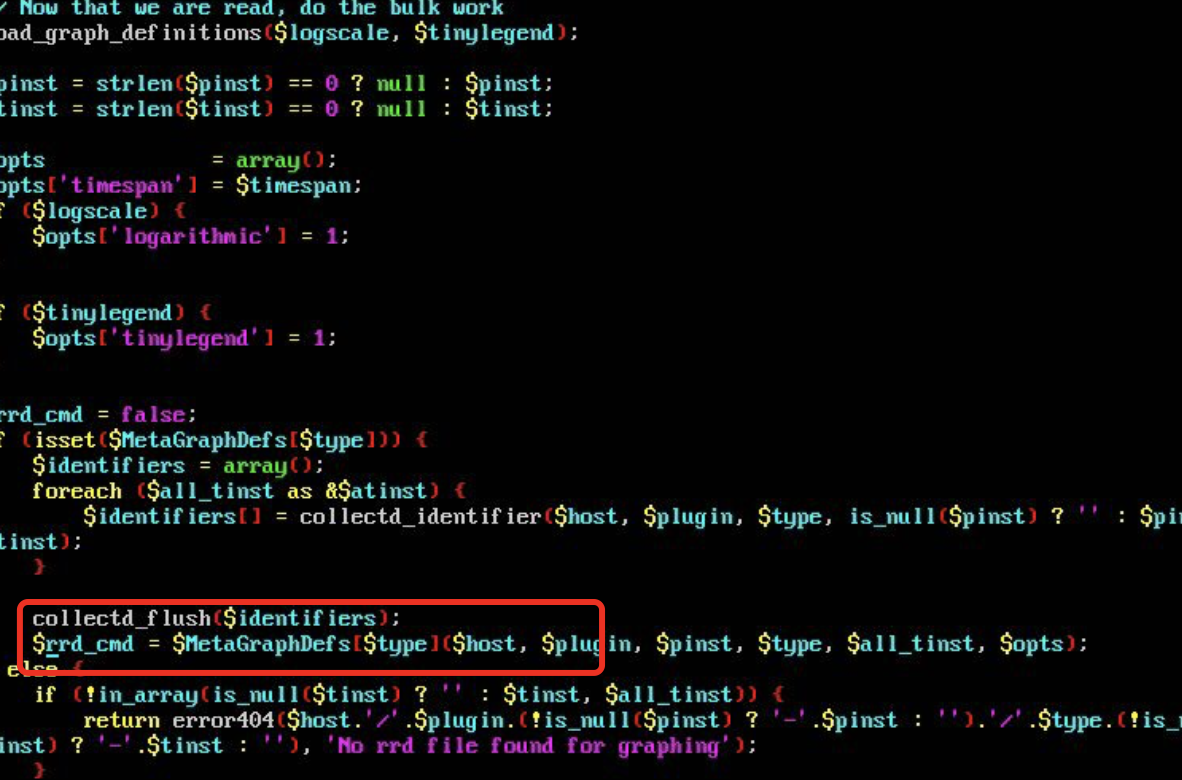 / Now that we are read, do the bulk work
oad_graph_definitions($logscale, $tinylegend);
pinst = strlen($pinst) == 0 ? null : $pinst;
tinst = strlen($tinst) == 0 ? null : $tinst;
opts = array();
opts['timespan'] = $timespan;
f ($logscale) {
$opts['logarithmic'] = 1;
f ($tinylegend) {
$opts['tinylegend'] = 1;
rrd_cmd = false;
f (isset($MetaGraphDefs[$type])) {
$identifiers = array();
foreach ($all_tinst as &$atinst) {
$identifiers[] = collectd_identifier($host, $plugin, $type, is_null($pinst) ? '' : $pin
tinst);
}
collectd_flush($identifiers);
$rrd_cmd = $MetaGraphDefs[$type]($host, $plugin, $pinst, $type, $all_tinst, $opts);
else {
if (!in_array(is_null($tinst) ? '' : $tinst, $all_tinst)) {
return error404($host.'/'.$plugin.(!is_null($pinst) ? '-'.$pinst : '').'/'.$type.(!is_
inst) ? '-'.$tinst : ''), 'No rrd file found for graphing');
}